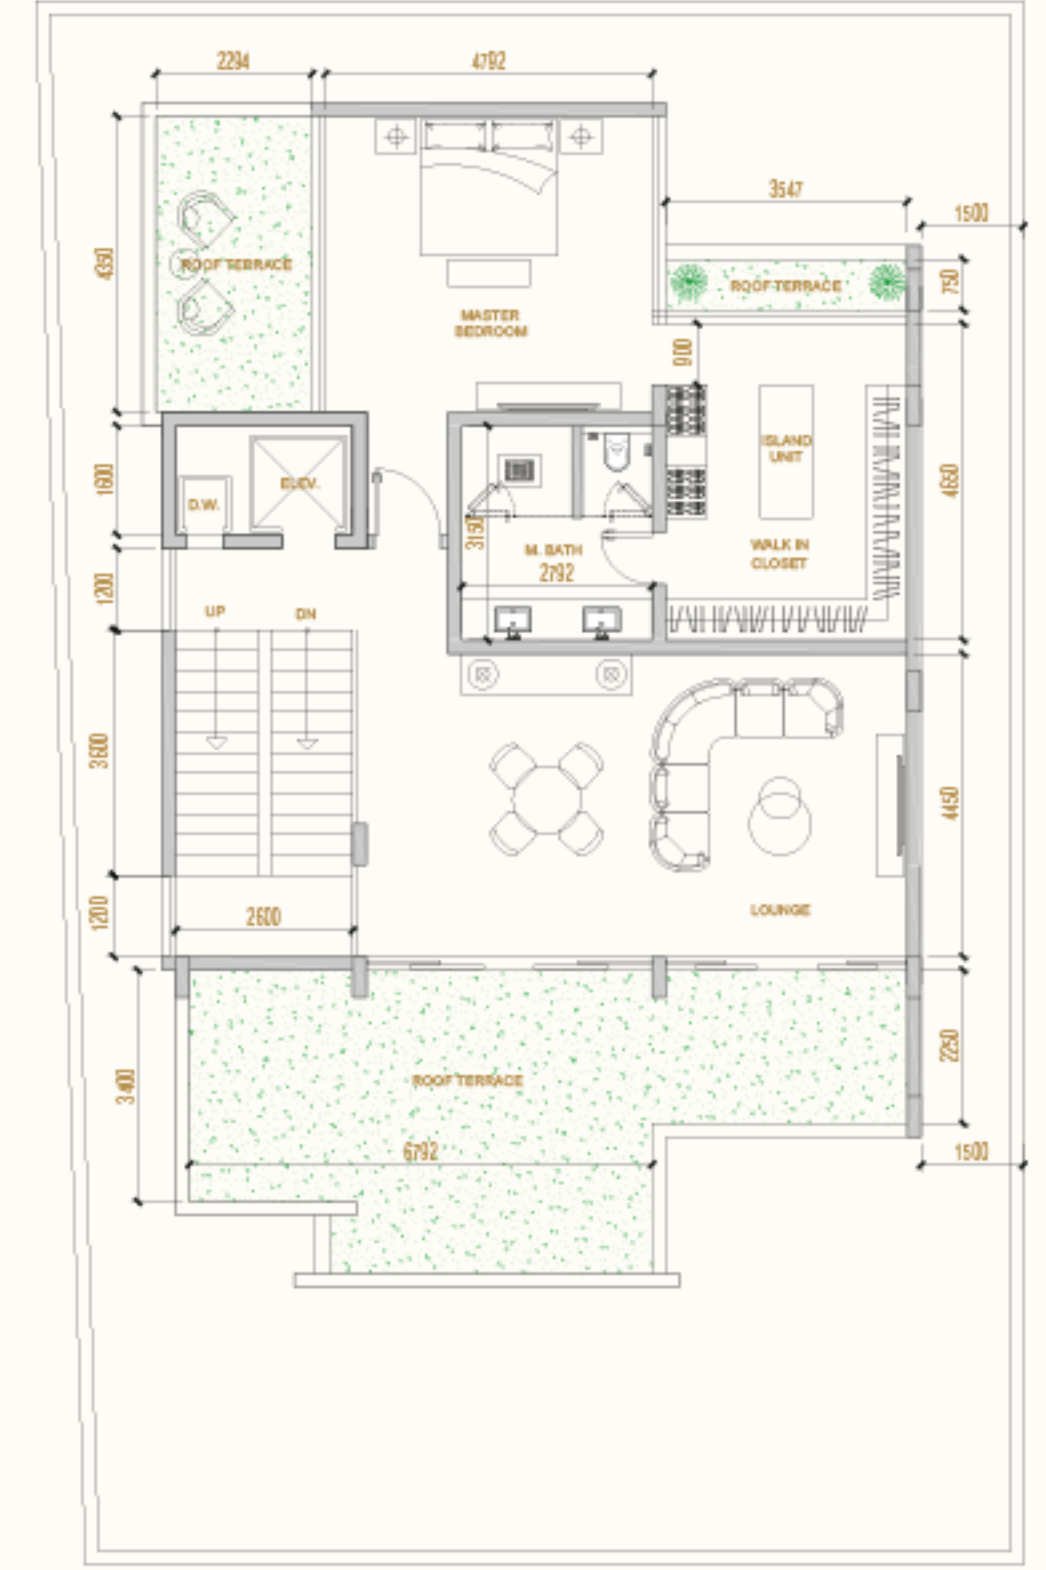 2294
4792
3547
1500
4350
ROOF TERRACE
ROOF TERRACE
750
MASTER
BEDROOM
900
ISLAND
UNIT
4650
1600
ELEV.
D.W.
3150
M. BATH
2792
WALK IN
CLOSET
1200
UP
DN
3600
4450
LOUNGE
1200
2600
2250
3400
ROOF TERRACE
6792
1500